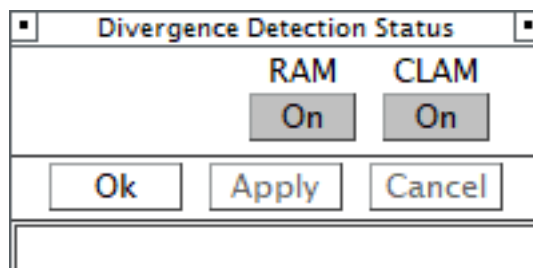 Divergence Detection Status
RAM CLAM
On On
Ok Apply Cancel